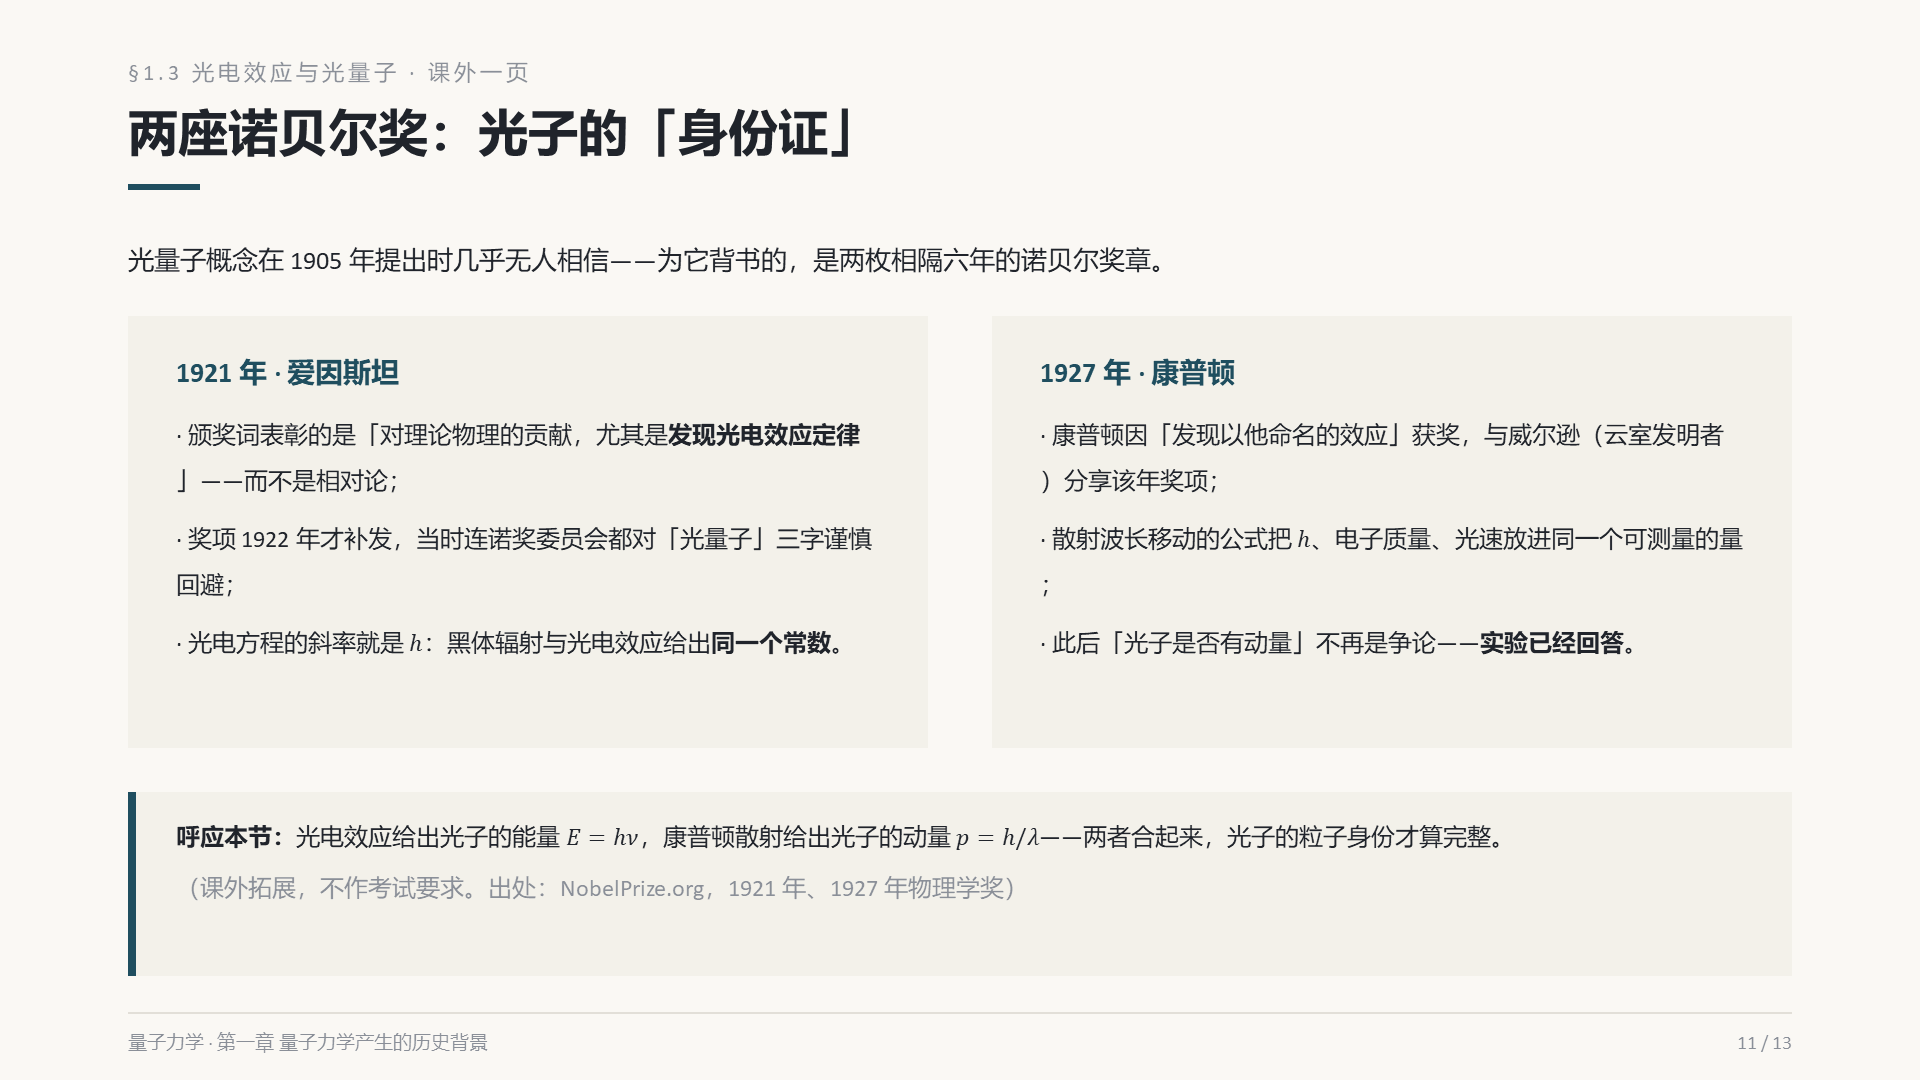 §1.3 光电效应与光量子 · 课外一页
两座诺贝尔奖：光子的「身份证」
光量子概念在 1905 年提出时几乎无人相信——为它背书的，是两枚相隔六年的诺贝尔奖章。
1921 年 · 爱因斯坦
· 颁奖词表彰的是「对理论物理的贡献，尤其是发现光电效应定律
」——而不是相对论；
· 奖项 1922 年才补发，当时连诺奖委员会都对「光量子」三字谨慎
回避；
· 光电方程的斜率就是 h：黑体辐射与光电效应给出同一个常数。
1927 年 · 康普顿
· 康普顿因「发现以他命名的效应」获奖，与威尔逊（云室发明者
）分享该年奖项；
· 散射波长移动的公式把 h、电子质量、光速放进同一个可测量的量
；
· 此后「光子是否有动量」不再是争论——实验已经回答。
呼应本节：光电效应给出光子的能量 E = hν，康普顿散射给出光子的动量 p = h/λ——两者合起来，光子的粒子身份才算完整。
（课外拓展，不作考试要求。出处：NobelPrize.org，1921 年、1927 年物理学奖）
量子力学 · 第一章 量子力学产生的历史背景
11 / 13